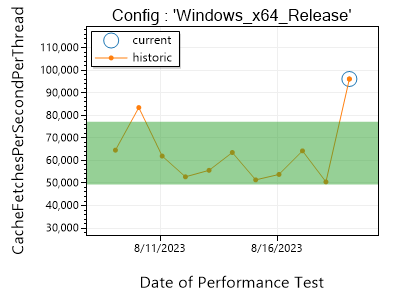 Config : 'Windows_x64_Release'
CacheFetchesPerSecondPerThread
current
historic
110,000
100,000
90,000
80,000
70,000
60,000
50,000
40,000
30,000
8/11/2023
8/16/2023
Date of Performance Test